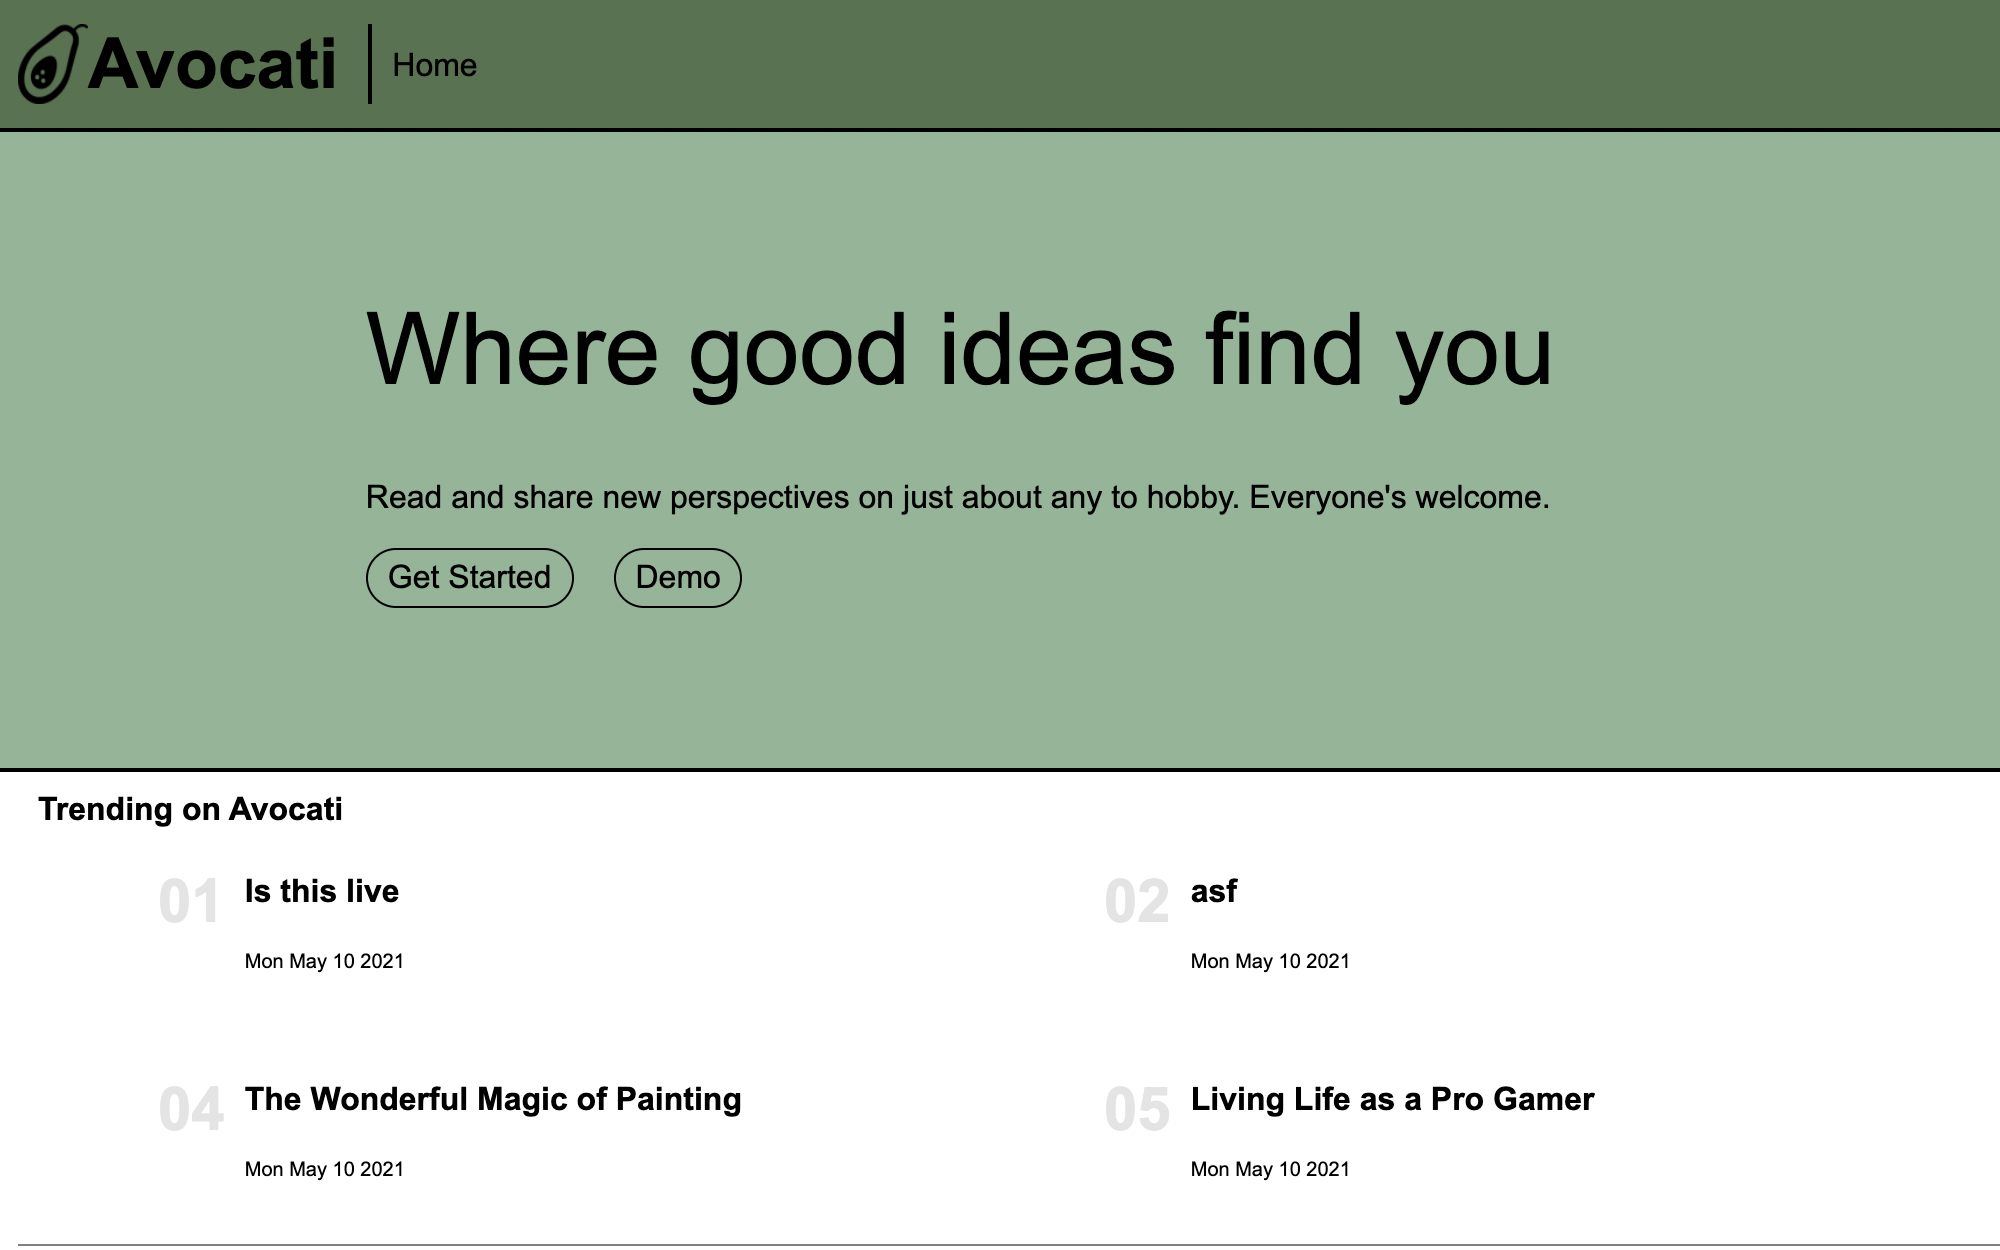 Avocati
Home
Where good ideas find you
Read and share new perspectives on just about any to hobby. Everyone's welcome.
Get Started
Demo
Trending on Avocati
01
Is this live
Mon May 10 2021
02
asf
Mon May 10 2021
04
The Wonderful Magic of Painting
Mon May 10 2021
05
Living Life as a Pro Gamer
Mon May 10 2021